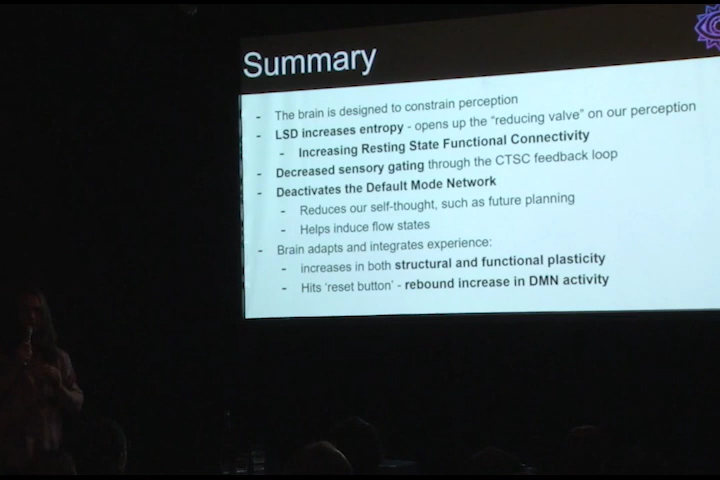 Summary
- The brain is designed to constrain perception
- LSD increases entropy - opens up the "reducing valve" on our perception
- Increasing Resting State Functional Connectivity
- Decreased sensory gating through the CTSC feedback loop
- Deactivates the Default Mode Network
- Reduces our self-thought, such as future planning
- Helps induce flow states
- Brain adapts and integrates experience:
- increases in both structural and functional plasticity
- Hits 'reset button' - rebound increase in DMN activity